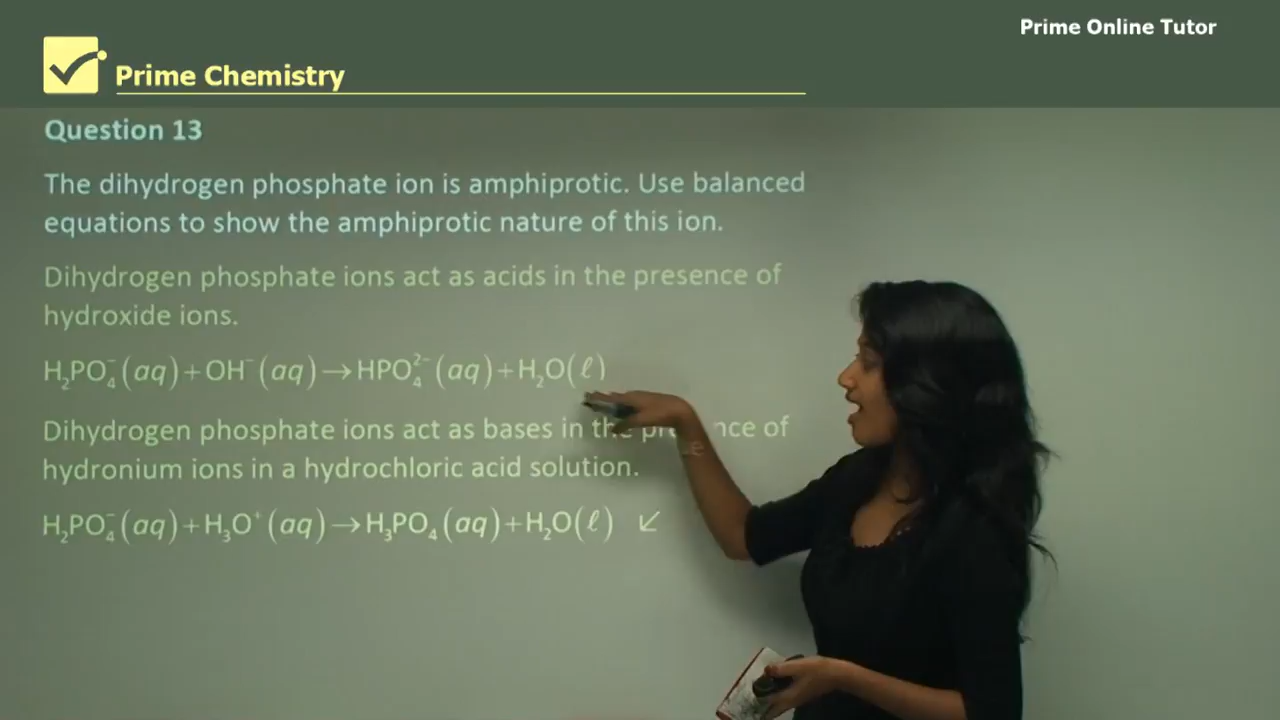 Prime Online Tutor
Prime Chemistry
Question 13
The dihydrogen phosphate ion is amphiprotic. Use balanced
equations to show the amphiprotic nature of this ion.
Dihydrogen phosphate ions act as acids in the presence of
hydroxide ions.
H₂PO₄⁻(aq)+OH⁻(aq)→HPO₄²⁻(aq)+H₂O(ℓ)
Dihydrogen phosphate ions act as bases in of
hydronium ions in a hydrochloric acid solution.
H₂PO₄⁻(aq)+H₃O⁺(aq)→H₃PO₄(aq)+H₂O(ℓ) ↙